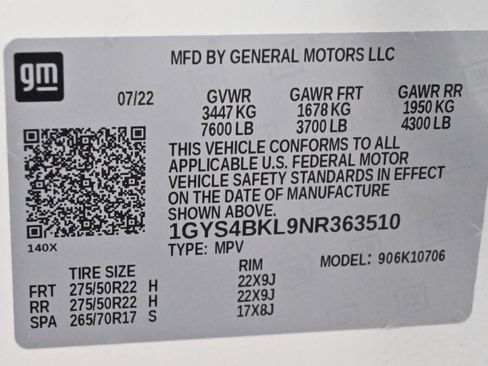 gm
MFD BY GENERAL MOTORS LLC
07/22 GVWR GAWR FRT GAWR RR
3447 KG 1678 KG 1950 KG
7600 LB 3700 LB 4300 LB
THIS VEHICLE CONFORMS TO ALL
APPLICABLE U.S. FEDERAL MOTOR
VEHICLE SAFETY STANDARDS IN EFFECT
ON THE DATE OF MANUFACTURE
SHOWN ABOVE.
1GYS4BKL9NR363510
140X TYPE: MPV MODEL: 906K10706
TIRE SIZE RIM
FRT 275/50R22 H 22X9J
RR 275/50R22 H 22X9J
SPA 265/70R17 S 17X8J